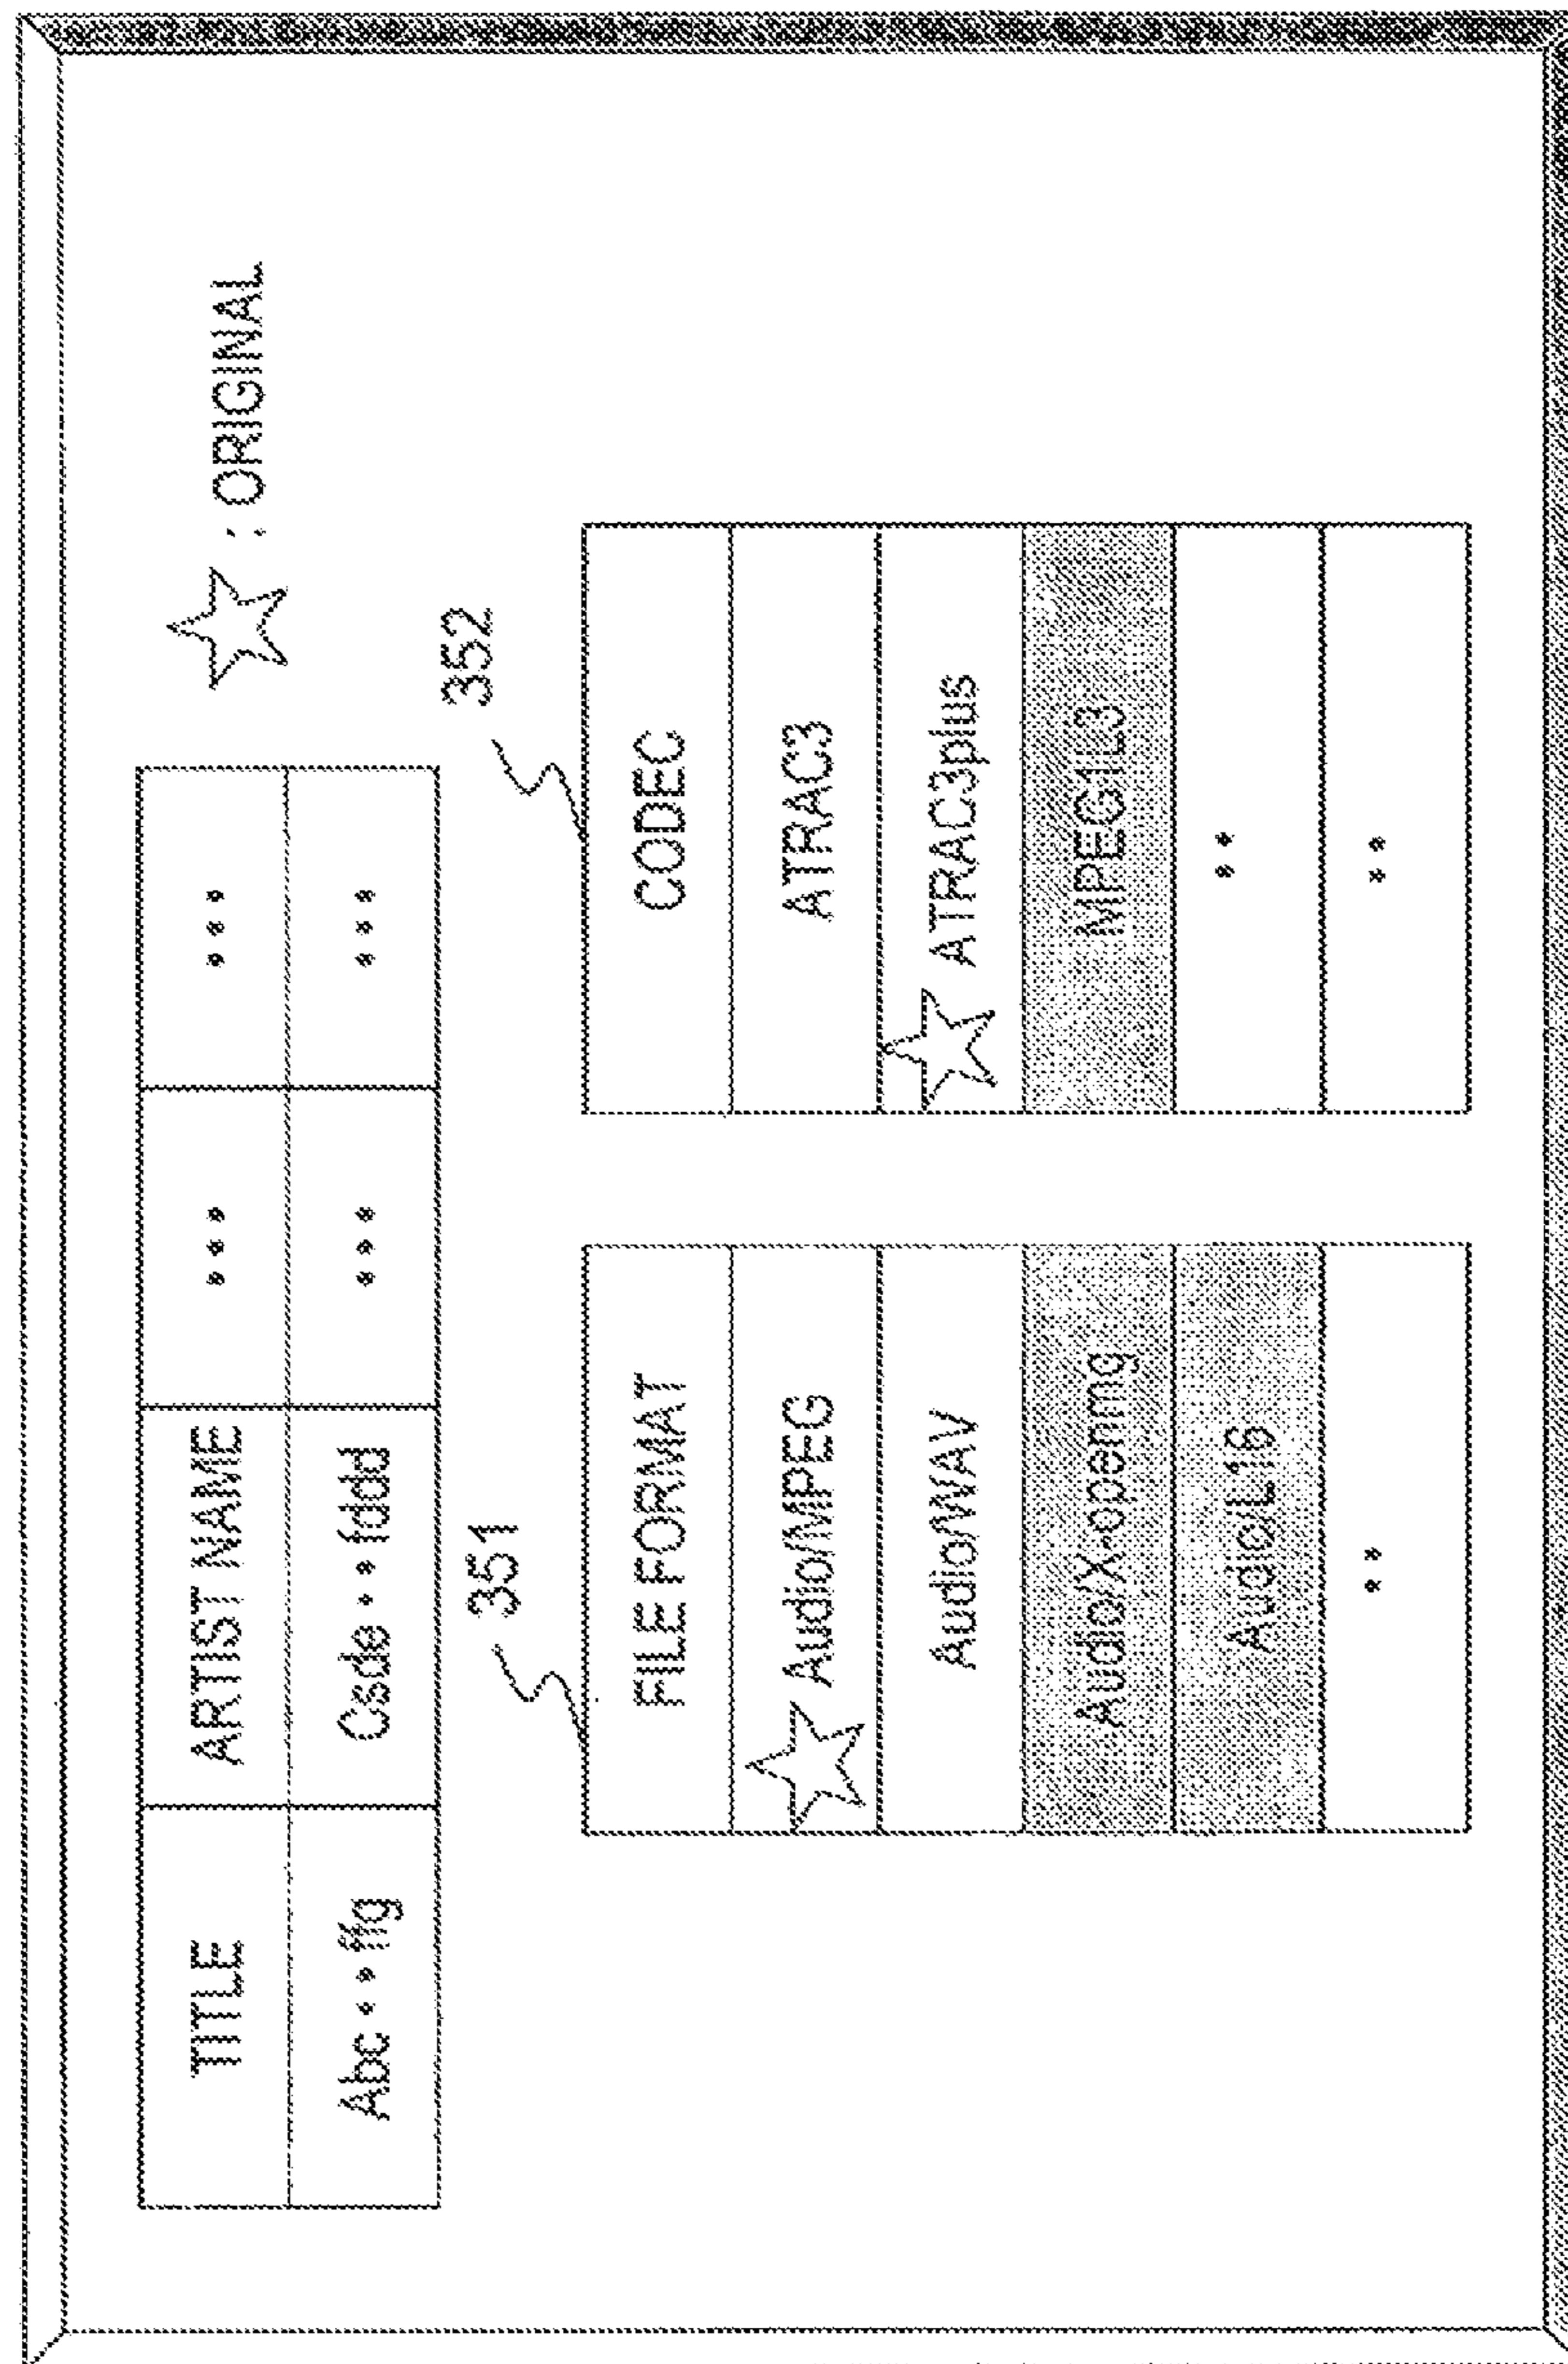 TITLE ARTIST NAME ••• •••
Abc • • ffg Csde • • fddd ••• •••
☆ : ORIGINAL
351
FILE FORMAT
☆ Audio/MPEG
Audio/WAV
Audio/X-openmg
Audio/L16
• •
352
CODEC
ATRAC3
☆ ATRAC3plus
MPEG1L3
• •
• •